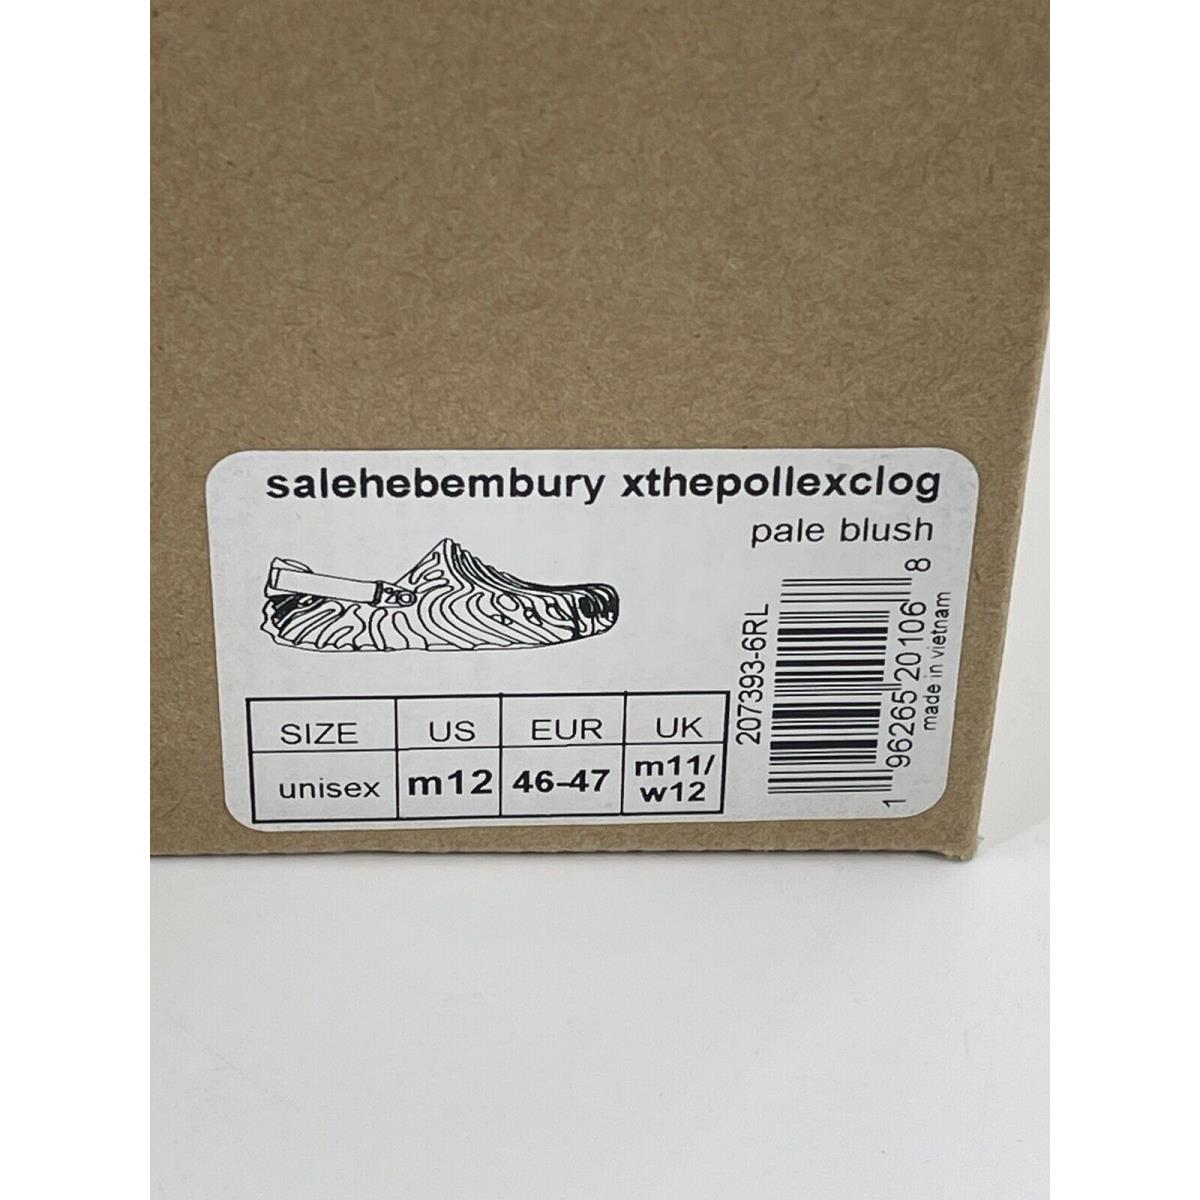 salehebembury xthepollexclog
pale blush
SIZE US EUR UK
unisex m12 46-47 m11/
w12
207393-6RL
1 96265 20106 8
made in vietnam